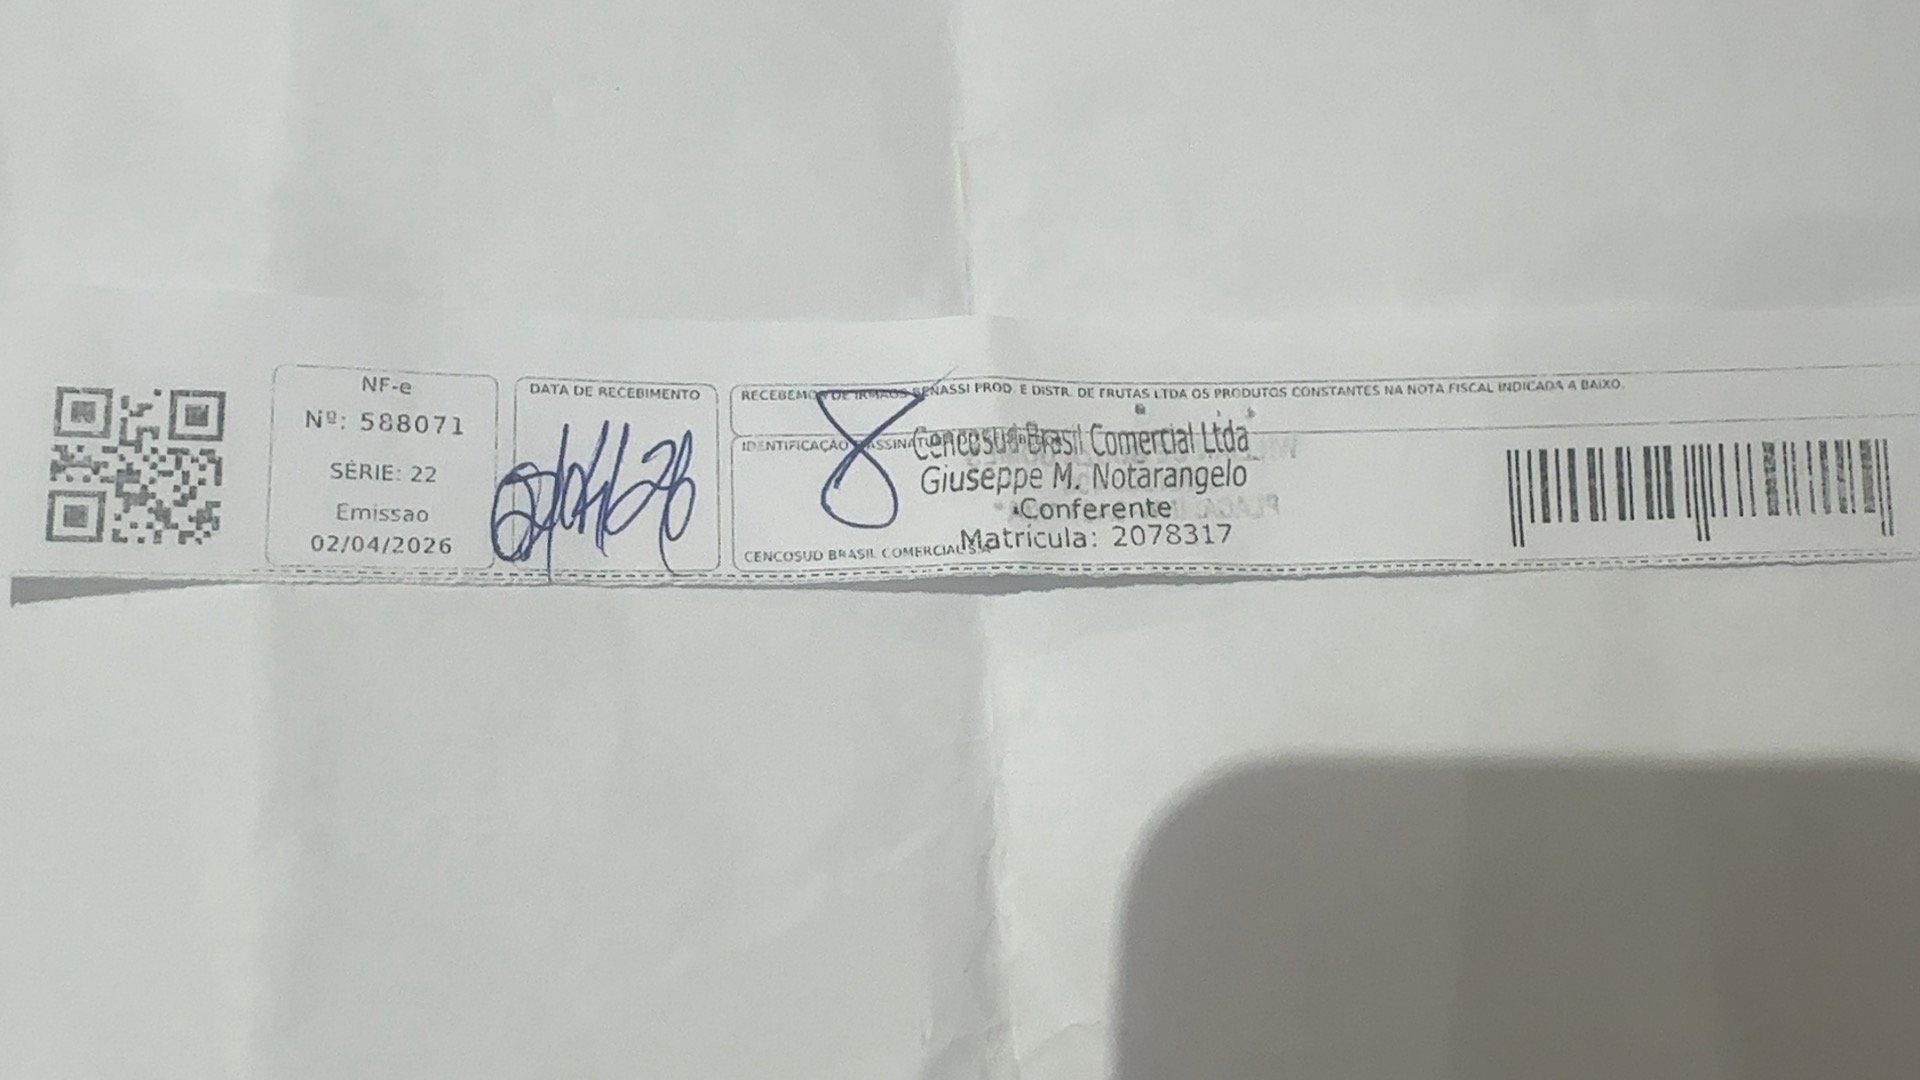 NF-e
Nº: 588071
SÉRIE: 22
Emissao
02/04/2026
DATA DE RECEBIMENTO
RECEBEMOS DE IRMAOS BENASSI PROD. E DISTR. DE FRUTAS LTDA OS PRODUTOS CONSTANTES NA NOTA FISCAL INDICADA A BAIXO.
IDENTIFICAÇÃO
Cencosud Brasil Comercial Ltda
Giuseppe M. Notarangelo
Conferente
Matricula: 2078317
CENCOSUD BRASIL COMERCIAL